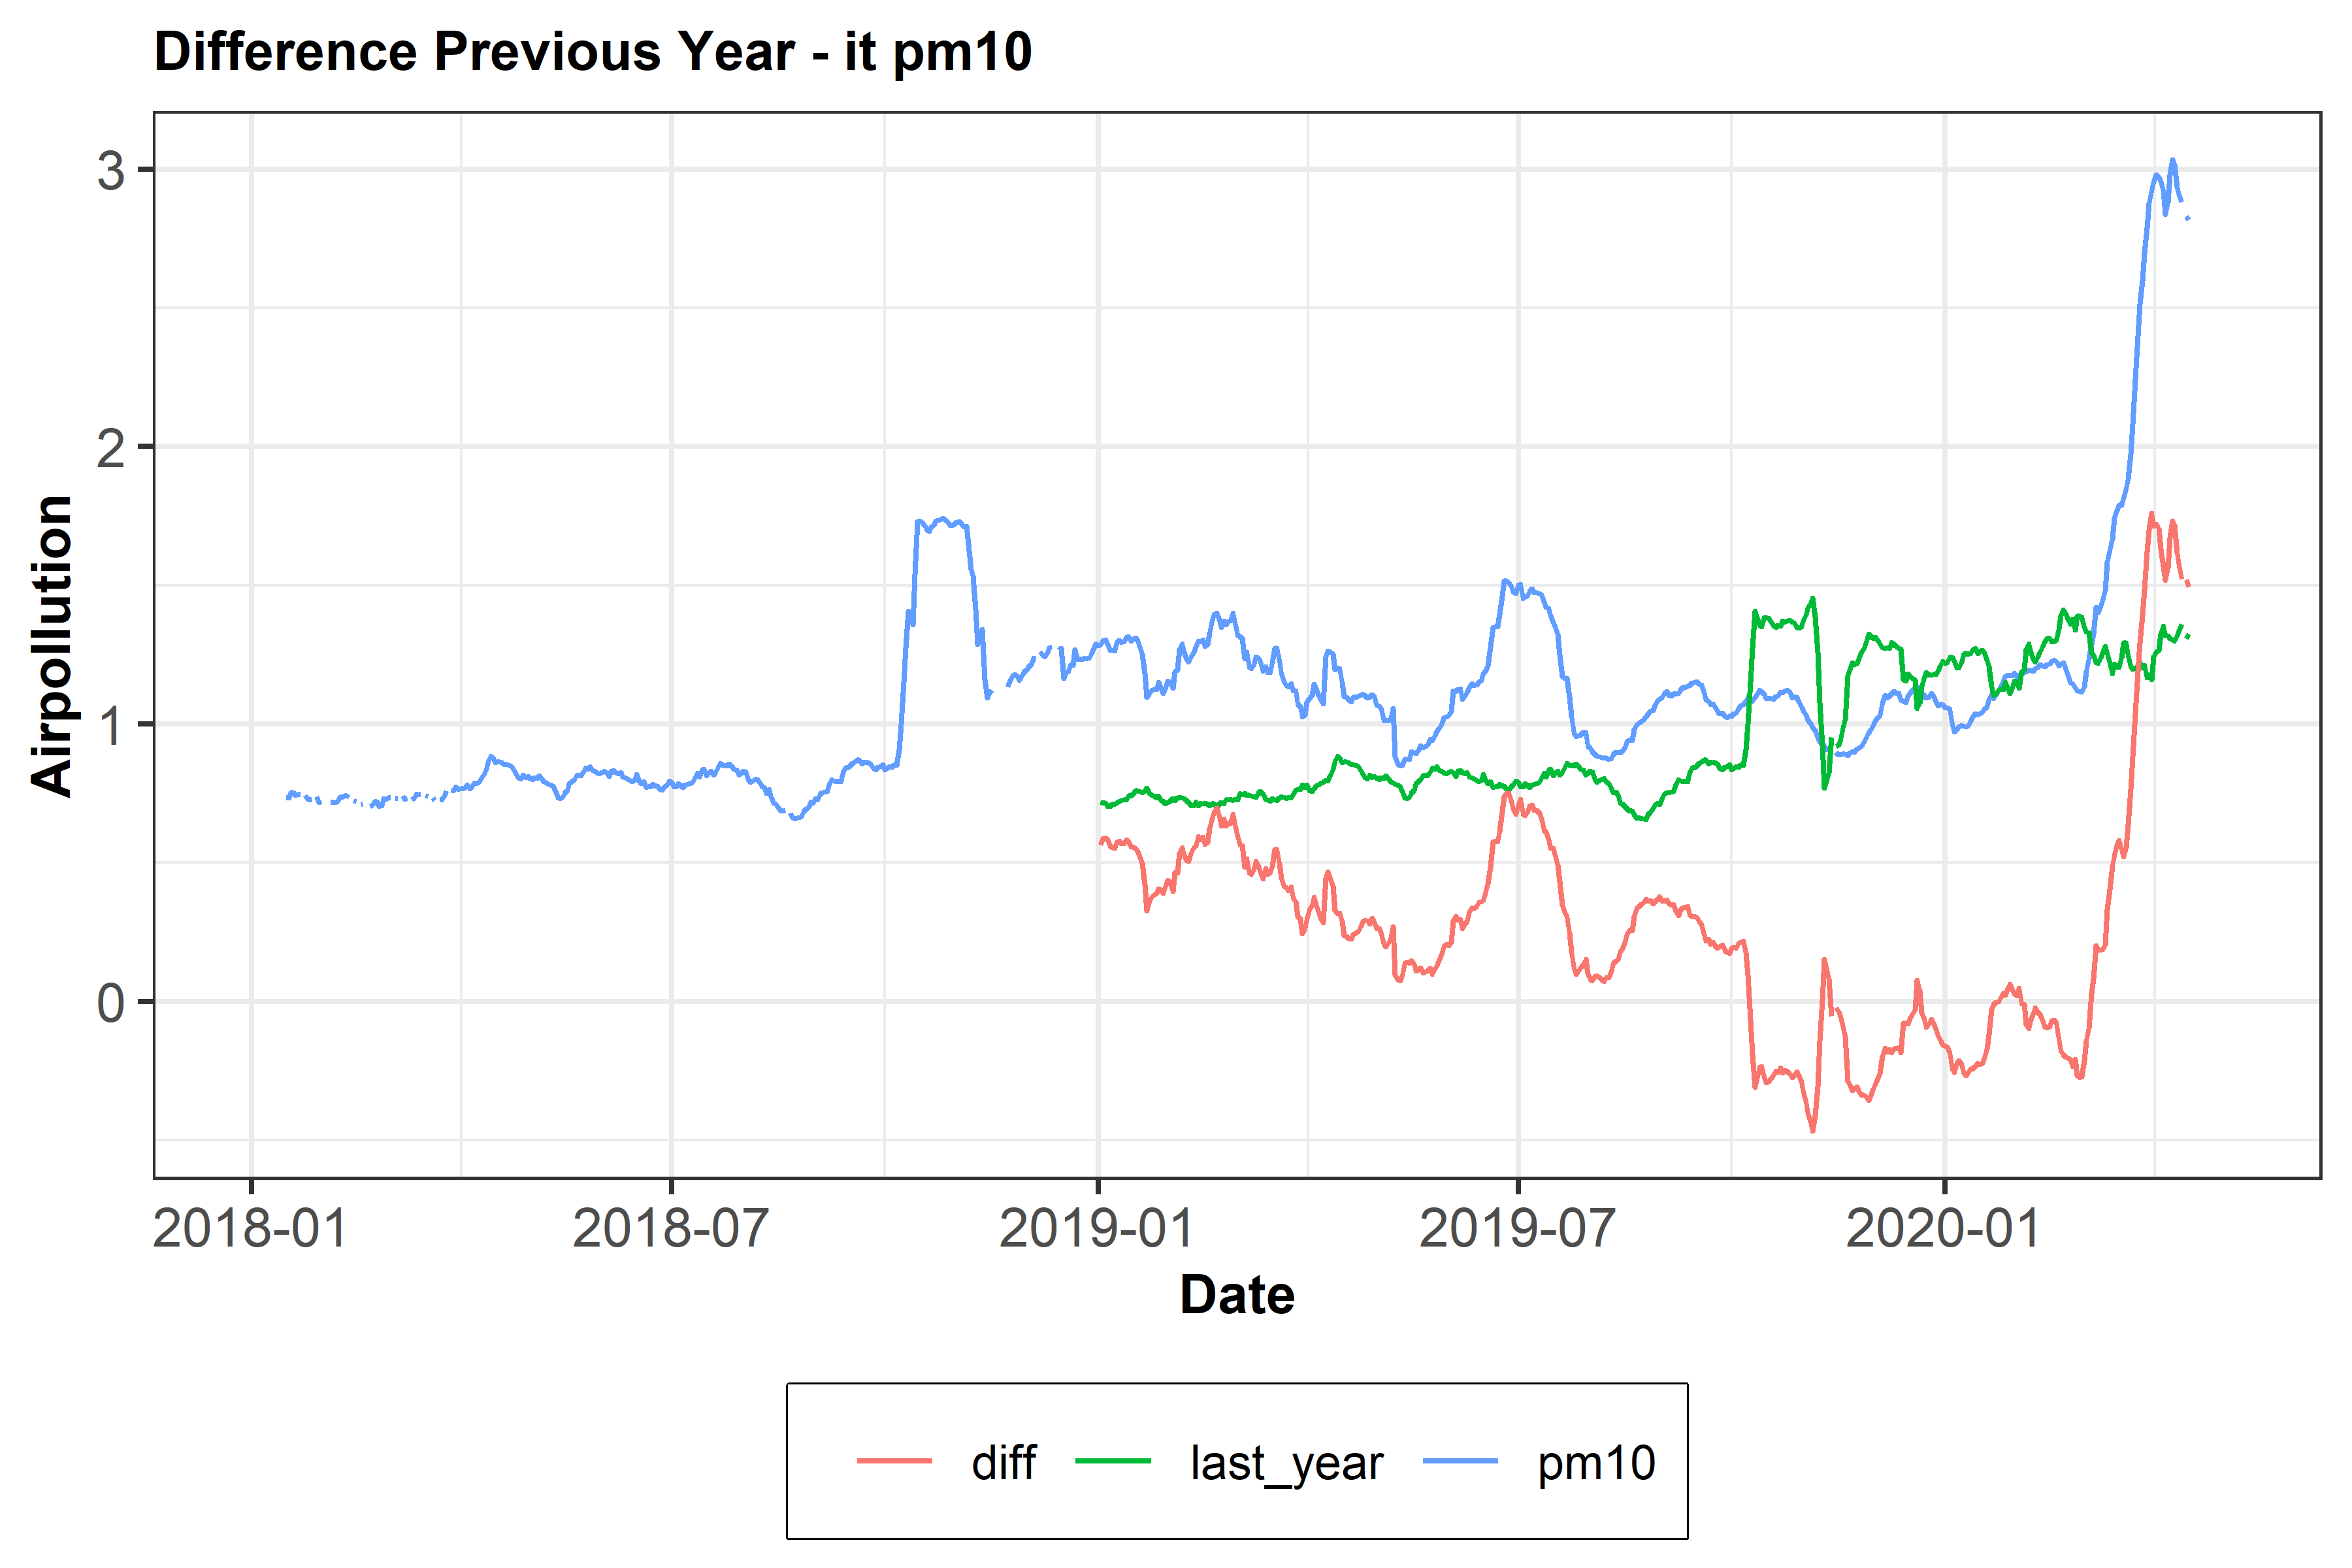 Difference Previous Year - it pm10
3
2
1
0
Airpollution
2018-01 2018-07 2019-01 2019-07 2020-01
Date
diff last_year pm10